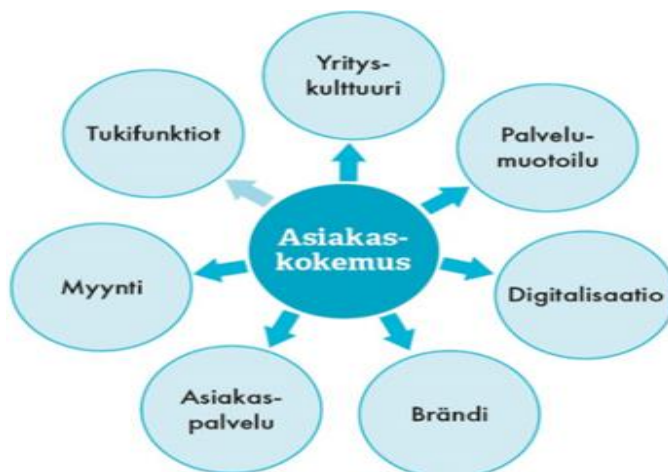 Yritys-
kulttuuri
Tukifunktiot
Palvelu-
muotoilu
Asiakas-
kokemus
Myynti
Digitalisaatio
Asiakas-
palvelu
Brändi